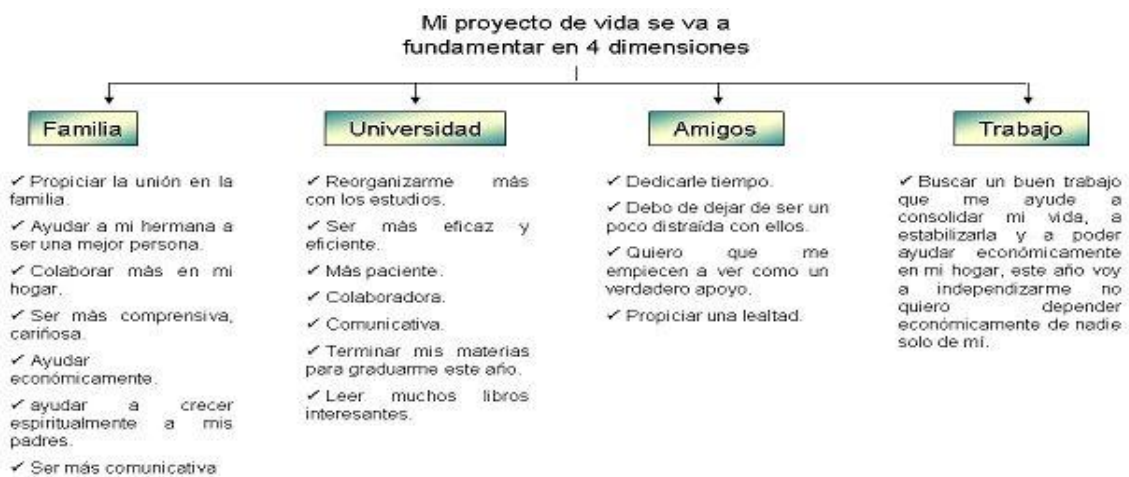 Mi proyecto de vida se va a
fundamentar en 4 dimensiones
Familia
✓ Propiciar la unión en la
familia.
✓ Ayudar a mi hermana a
ser una mejor persona.
✓ Colaborar más en mi
hogar.
✓ Ser más comprensiva,
cariñosa.
✓ Ayudar
económicamente.
✓ ayudar a crecer
espiritualmente a mis
padres.
✓ Ser más comunicativa
Universidad
✓ Reorganizarme más
con los estudios.
✓ Ser más eficaz y
eficiente.
✓ Más paciente.
✓ Colaboradora.
✓ Comunicativa.
✓ Terminar mis materias
para graduarme este año.
✓ Leer muchos libros
interesantes.
Amigos
✓ Dedicarle tiempo.
✓ Debo de dejar de ser un
poco distraída con ellos.
✓ Quiero que me
empiecen a ver como un
verdadero apoyo.
✓ Propiciar una lealtad.
Trabajo
✓ Buscar un buen trabajo
que me ayude a
consolidar mi vida, a
estabilizarla y a poder
ayudar económicamente
en mi hogar, este año voy
a independizarme no
quiero depender
económicamente de nadie
solo de mí.